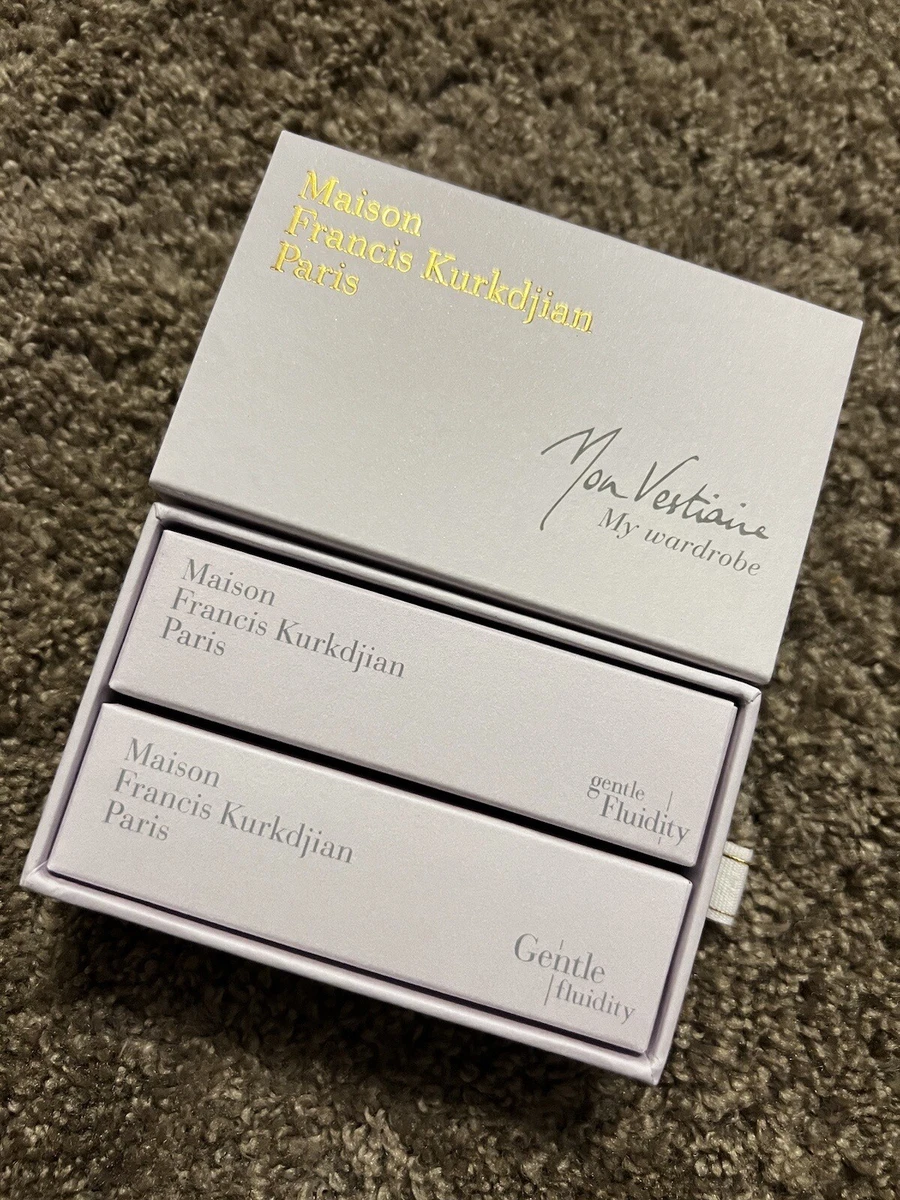 Maison
Francis Kurkdjian
Paris
Mon Vestiaire
My wardrobe
Maison
Francis Kurkdjian
Paris
gentle
Fluidity
Maison
Francis Kurkdjian
Paris
Gentle
fluidity